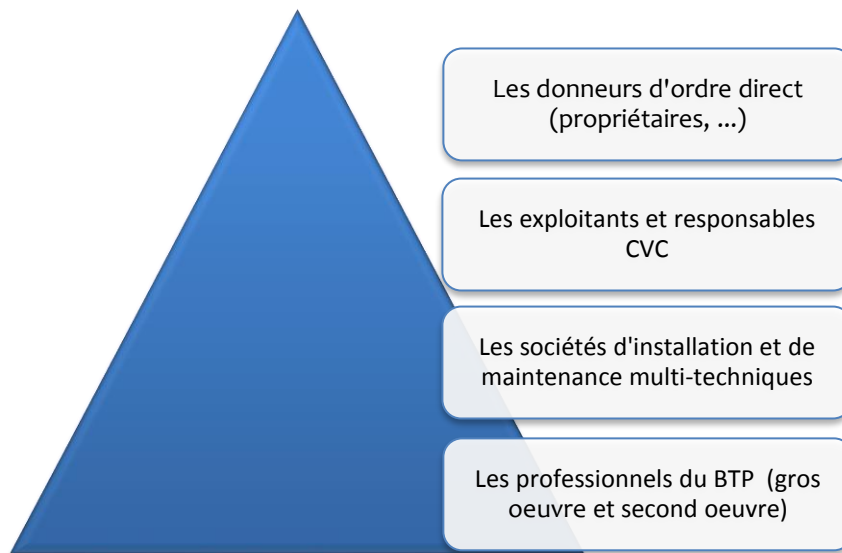 Les donneurs d'ordre direct
(propriétaires, ...)
Les exploitants et responsables
CVC
Les sociétés d'installation et de
maintenance multi-techniques
Les professionnels du BTP  (gros
oeuvre et second oeuvre)